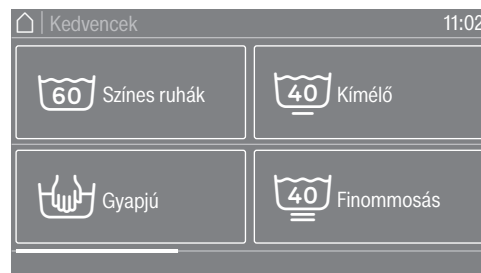 Kedvencek 11:02
60 Színes ruhák
40 Kímélő
Gyapjú
40 Finommosás